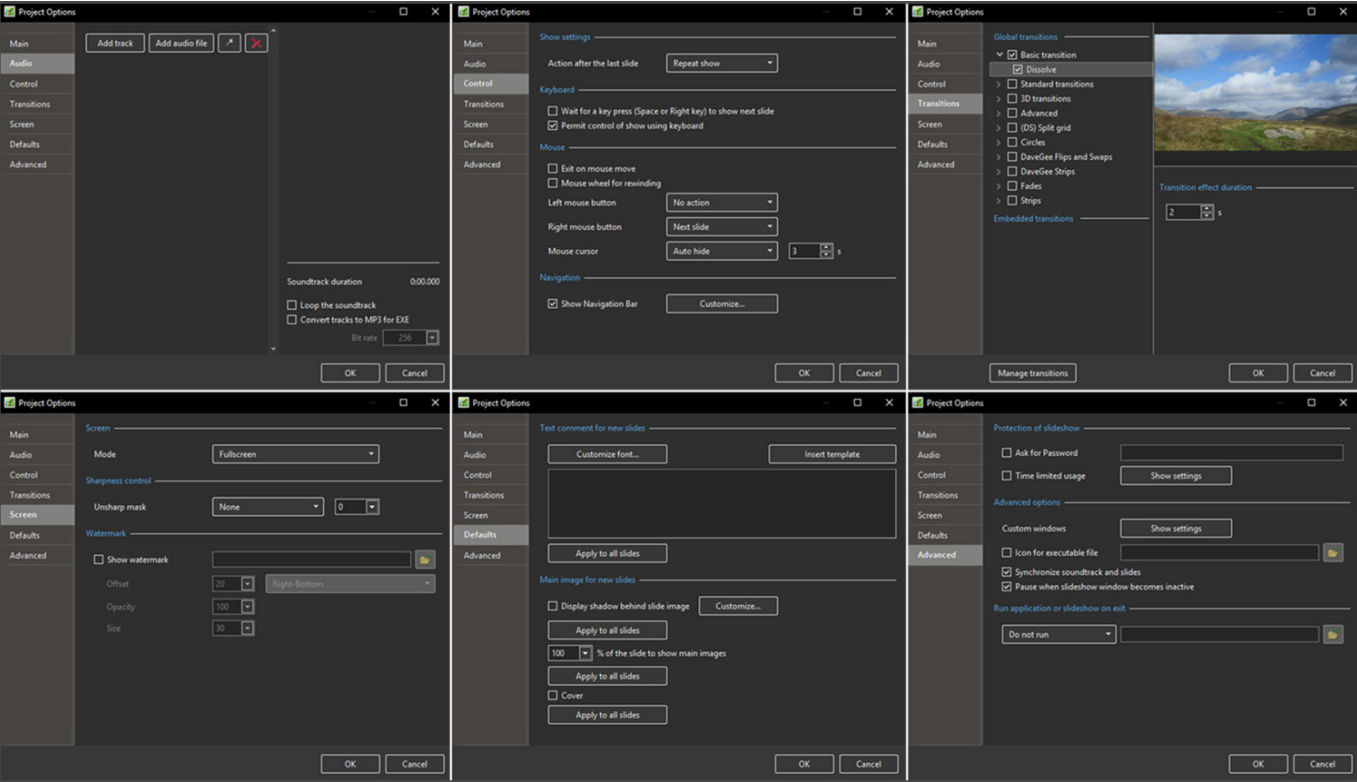 Project Options
Main
Audio
Control
Transitions
Screen
Defaults
Advanced
Add track
Add audio file
Soundtrack duration 0:00.000
Loop the soundtrack
Convert tracks to MP3 for EXE
Bit rate 256
OK Cancel
Project Options
Main
Audio
Control
Transitions
Screen
Defaults
Advanced
Show settings
Action after the last slide Repeat show
Keyboard
Wait for a key press (Space or Right key) to show next slide
Permit control of show using keyboard
Mouse
Exit on mouse move
Mouse wheel for rewinding
Left mouse button No action
Right mouse button Next slide
Mouse cursor Auto hide 3 s
Navigation
Show Navigation Bar Customize...
OK Cancel
Project Options
Main
Audio
Control
Transitions
Screen
Defaults
Advanced
Global transitions
Basic transition
Dissolve
Standard transitions
3D transitions
Advanced
(DS) Split grid
Circles
DaveGee Flips and Swaps
DaveGee Strips
Fades
Strips
Embedded transitions
Transition effect duration
2 s
Manage transitions OK Cancel
Project Options
Main
Audio
Control
Transitions
Screen
Defaults
Advanced
Screen
Mode Fullscreen
Sharpness control
Unsharp mask None 0
Watermark
Show watermark
Offset 20 Right-Bottom
Opacity 100
Size 30
OK Cancel
Project Options
Main
Audio
Control
Transitions
Screen
Defaults
Advanced
Text comment for new slides
Customize font... Insert template
Apply to all slides
Main image for new slides
Display shadow behind slide image Customize...
Apply to all slides
100 % of the slide to show main images
Apply to all slides
Cover
Apply to all slides
OK Cancel
Project Options
Main
Audio
Control
Transitions
Screen
Defaults
Advanced
Protection of slideshow
Ask for Password
Time limited usage Show settings
Advanced options
Custom windows Show settings
Icon for executable file
Synchronize soundtrack and slides
Pause when slideshow window becomes inactive
Run application or slideshow on exit
Do not run
OK Cancel